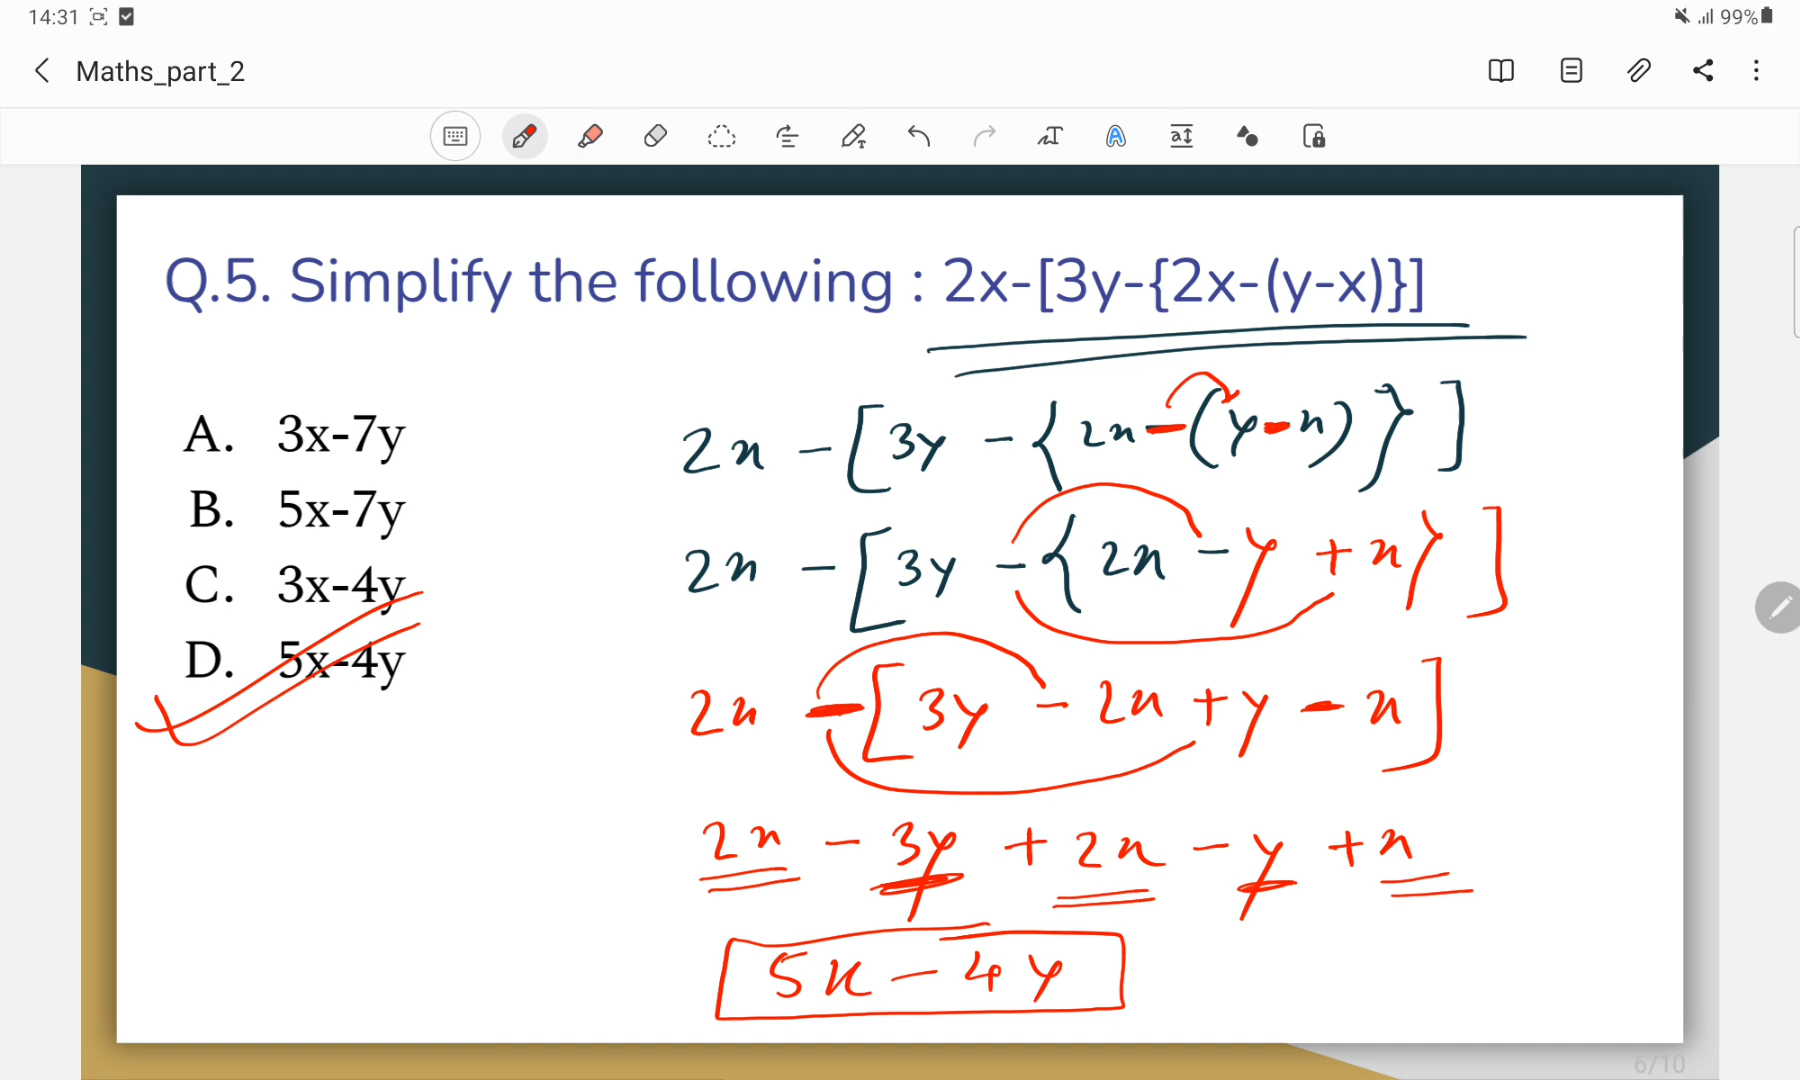 14:31
99%
Maths_part_2
Q.5. Simplify the following : 2x-[3y-{2x-(y-x)}]
A. 3x-7y
B. 5x-7y
C. 3x-4y
D. 5x-4y
2x - [3y - {2x - (y - x)}]
2x - [3y - {2x - y + x}]
2x - [3y - 2x + y - x]
2x - 3y + 2x - y + x
5x - 4y
6/10